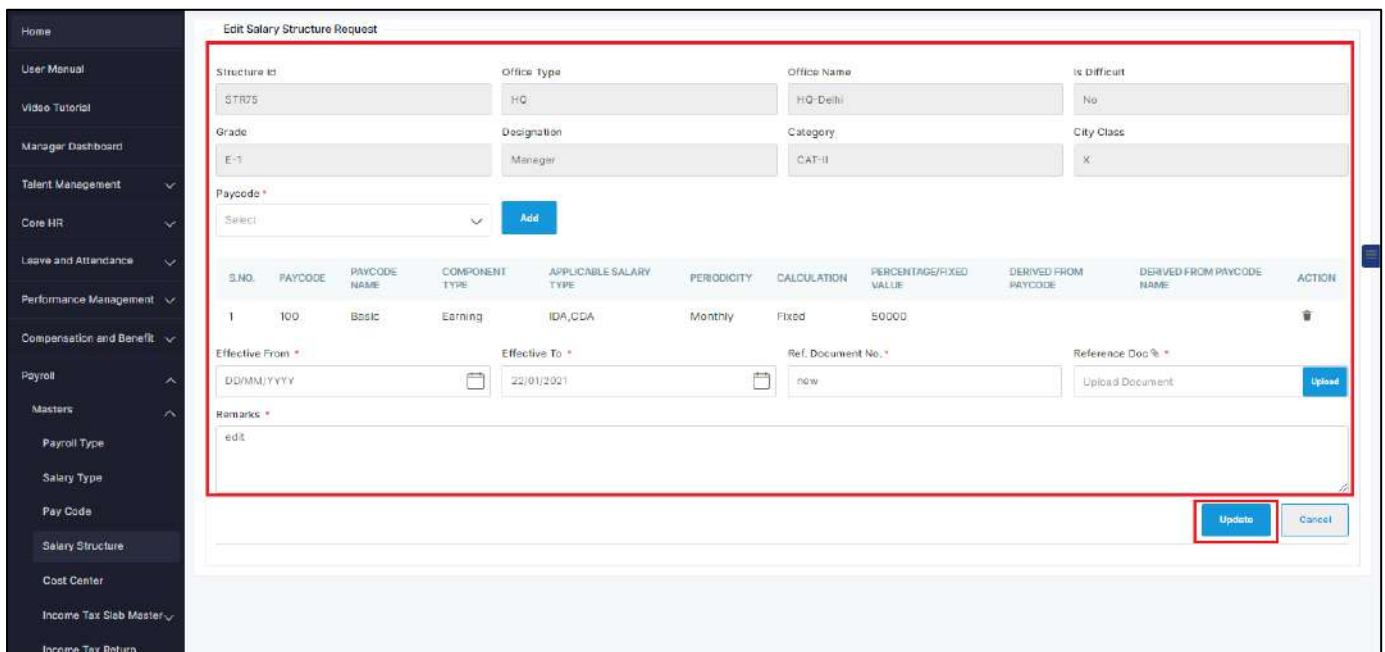 Home
User Manual
Video Tutorial
Manager Dashboard
Talent Management
Core HR
Leave and Attendance
Performance Management
Compensation and Benefit
Payroll
Masters
Payroll Type
Salary Type
Pay Code
Salary Structure
Cost Center
Income Tax Slab Master
Income Tax Return
Edit Salary Structure Request
Structure Id Office Type Office Name Is Difficult
STR75 HQ HQ-Delhi No
Grade Designation Category City Class
E-1 Manager CAT-II X
Paycode *
Select Add
S.NO. PAYCODE PAYCODE NAME COMPONENT TYPE APPLICABLE SALARY TYPE PERIODICITY CALCULATION PERCENTAGE/FIXED VALUE DERIVED FROM PAYCODE DERIVED FROM PAYCODE NAME ACTION
1 100 Basic Earning IDA,CDA Monthly Fixed 50000
Effective From * Effective To * Ref. Document No. * Reference Doc *
DD/MM/YYYY 22/01/2021 new Upload Document Upload
Remarks *
edit
Update Cancel